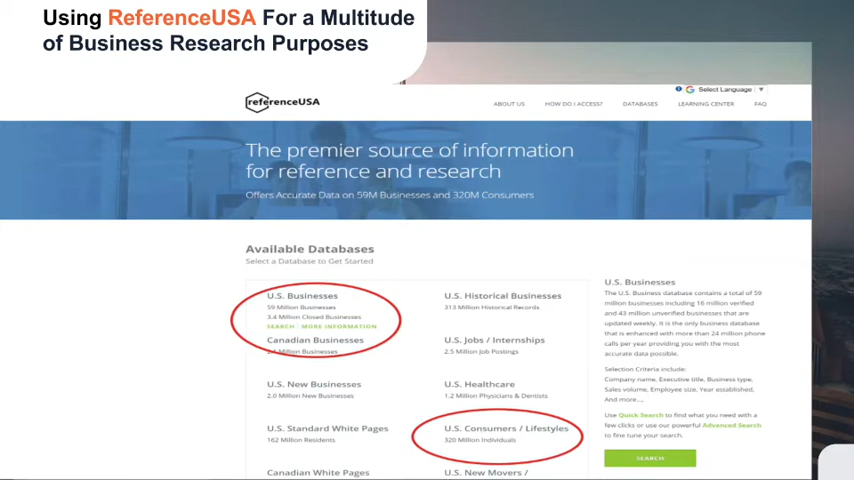 Using ReferenceUSA For a Multitude
of Business Research Purposes
Select Language
referenceUSA
ABOUT US
HOW DO I ACCESS?
DATABASES
LEARNING CENTER
FAQ
The premier source of information
for reference and research
Offers Accurate Data on 59M Businesses and 320M Consumers
Available Databases
Select a Database to Get Started
U.S. Businesses
59 Million Businesses
3.4 Million Closed Businesses
SEARCH | MORE INFORMATION
Canadian Businesses
Million Businesses
U.S. New Businesses
2.0 Million New Businesses
U.S. Standard White Pages
162 Million Residents
Canadian White Pages
U.S. Historical Businesses
313 Million Historical Records
U.S. Jobs / Internships
2.5 Million Job Postings
U.S. Healthcare
1.2 Million Physicians & Dentists
U.S. Consumers / Lifestyles
320 Million Individuals
U.S. New Movers /
U.S. Businesses
The U.S. Business database contains a total of 59
million businesses including 16 million verified
and 43 million unverified businesses that are
updated weekly. It is the only business database
that is enhanced with more than 24 million phone
calls per year providing you with the most
accurate data possible.
Selection Criteria include:
Company name, Executive title, Business type,
Sales volume, Employee size, Year established,
And more...,
Use Quick Search to find what you need with a
few clicks or use our powerful Advanced Search
to fine tune your search.
SEARCH